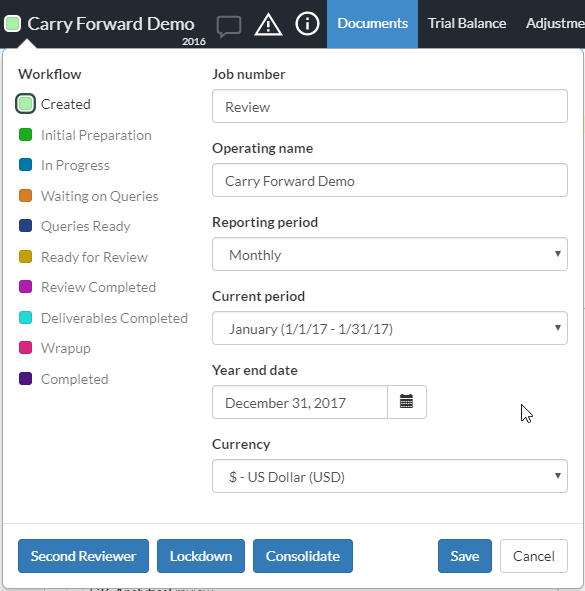 Carry Forward Demo
2016
Documents
Trial Balance
Adjustme
Workflow
Created
Initial Preparation
In Progress
Waiting on Queries
Queries Ready
Ready for Review
Review Completed
Deliverables Completed
Wrapup
Completed
Job number
Review
Operating name
Carry Forward Demo
Reporting period
Monthly
Current period
January (1/1/17 - 1/31/17)
Year end date
December 31, 2017
Currency
$ - US Dollar (USD)
Second Reviewer
Lockdown
Consolidate
Save
Cancel